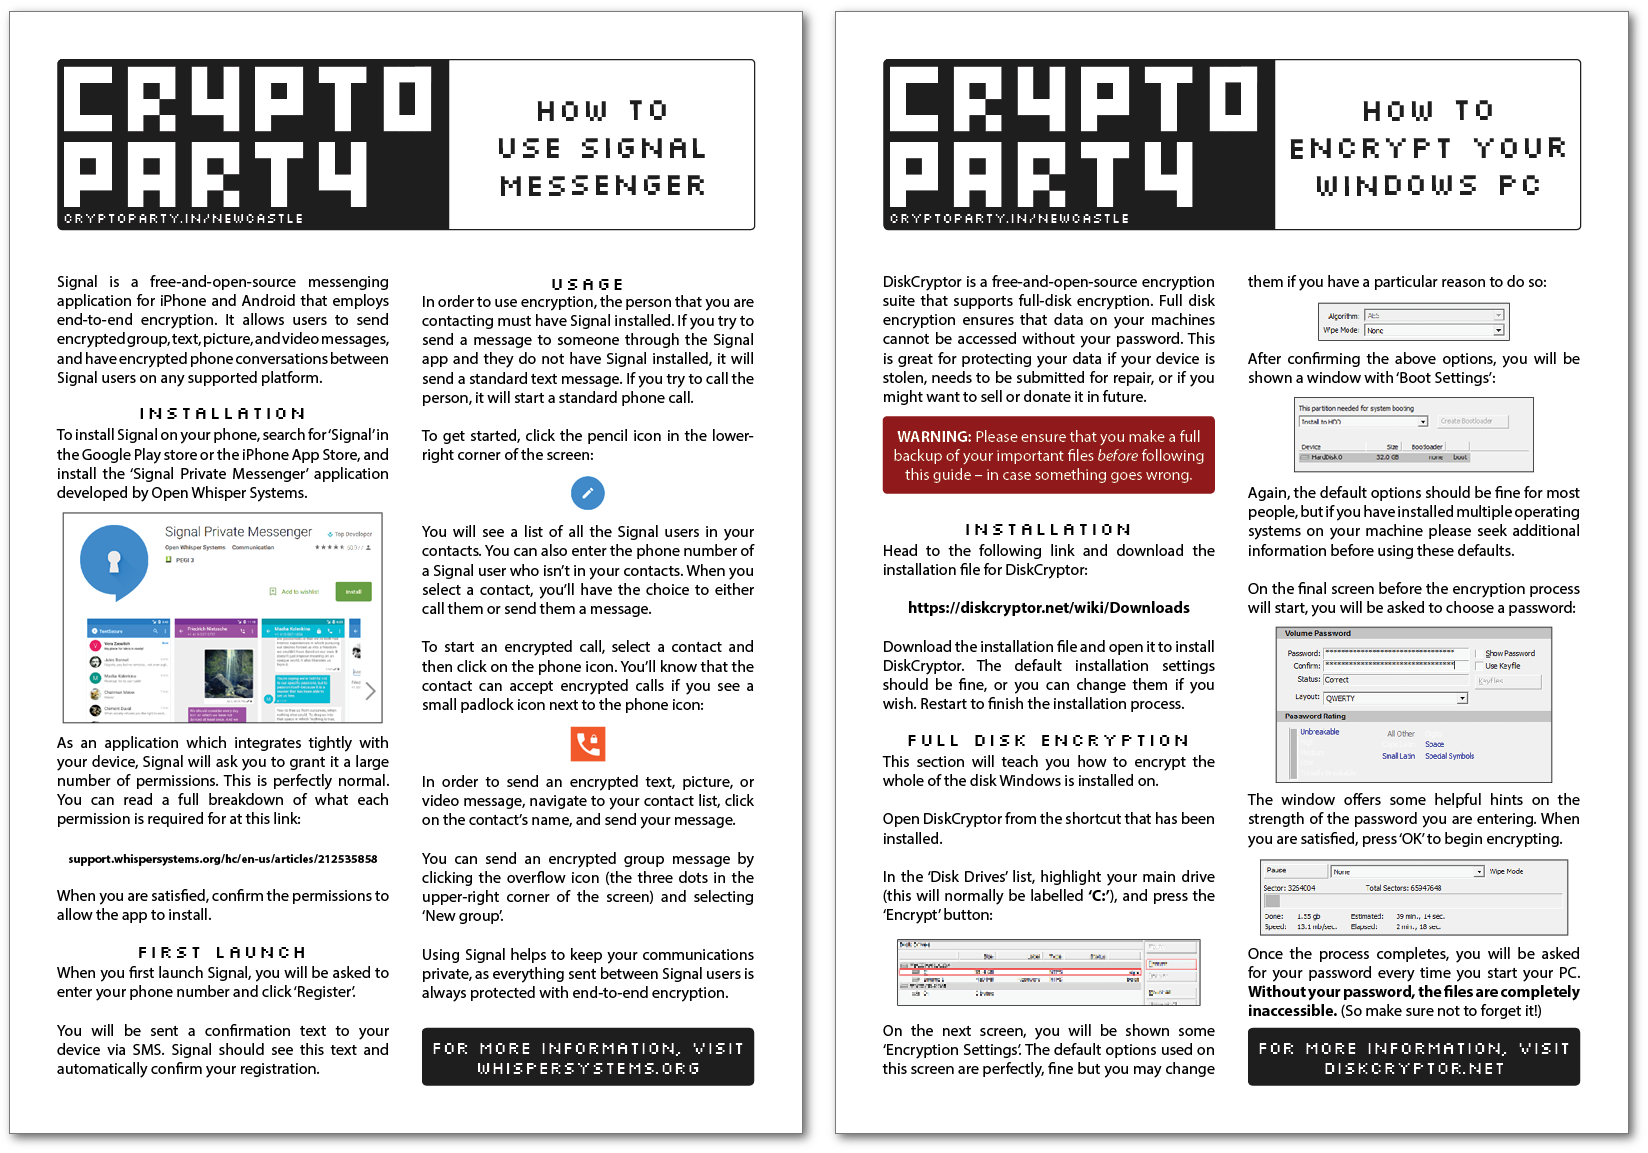 CRYPTO
PARTY
CRYPTOPARTY.IN/NEWCASTLE
HOW TO
USE SIGNAL
MESSENGER
Signal is a free-and-open-source messenging
application for iPhone and Android that employs
end-to-end encryption. It allows users to send
encrypted group, text, picture, and video messages,
and have encrypted phone conversations between
Signal users on any supported platform.
INSTALLATION
To install Signal on your phone, search for ‘Signal’ in
the Google Play store or the iPhone App Store, and
install the ‘Signal Private Messenger’ application
developed by Open Whisper Systems.
Signal Private Messenger
Top Developer
Open Whisper Systems Communication
PEGI 3
Add to wishlist
Install
TextSecure
Friedrich Nietzsche
As an application which integrates tightly with
your device, Signal will ask you to grant it a large
number of permissions. This is perfectly normal.
You can read a full breakdown of what each
permission is required for at this link:
support.whispersystems.org/hc/en-us/articles/212535858
When you are satisfied, confirm the permissions to
allow the app to install.
FIRST LAUNCH
When you first launch Signal, you will be asked to
enter your phone number and click ‘Register’.
You will be sent a confirmation text to your
device via SMS. Signal should see this text and
automatically confirm your registration.
USAGE
In order to use encryption, the person that you are
contacting must have Signal installed. If you try to
send a message to someone through the Signal
app and they do not have Signal installed, it will
send a standard text message. If you try to call the
person, it will start a standard phone call.
To get started, click the pencil icon in the lower-
right corner of the screen:
You will see a list of all the Signal users in your
contacts. You can also enter the phone number of
a Signal user who isn’t in your contacts. When you
select a contact, you’ll have the choice to either
call them or send them a message.
To start an encrypted call, select a contact and
then click on the phone icon. You’ll know that the
contact can accept encrypted calls if you see a
small padlock icon next to the phone icon:
In order to send an encrypted text, picture, or
video message, navigate to your contact list, click
on the contact’s name, and send your message.
You can send an encrypted group message by
clicking the overflow icon (the three dots in the
upper-right corner of the screen) and selecting
‘New group’.
Using Signal helps to keep your communications
private, as everything sent between Signal users is
always protected with end-to-end encryption.
FOR MORE INFORMATION, VISIT
WHISPERSYSTEMS.ORG
CRYPTO
PARTY
CRYPTOPARTY.IN/NEWCASTLE
HOW TO
ENCRYPT YOUR
WINDOWS PC
DiskCryptor is a free-and-open-source encryption
suite that supports full-disk encryption. Full disk
encryption ensures that data on your machines
cannot be accessed without your password. This
is great for protecting your data if your device is
stolen, needs to be submitted for repair, or if you
might want to sell or donate it in future.
WARNING: Please ensure that you make a full
backup of your important files before following
this guide – in case something goes wrong.
INSTALLATION
Head to the following link and download the
installation file for DiskCryptor:
https://diskcryptor.net/wiki/Downloads
Download the installation file and open it to install
DiskCryptor. The default installation settings
should be fine, or you can change them if you
wish. Restart to finish the installation process.
FULL DISK ENCRYPTION
This section will teach you how to encrypt the
whole of the disk Windows is installed on.
Open DiskCryptor from the shortcut that has been
installed.
In the ‘Disk Drives’ list, highlight your main drive
(this will normally be labelled ‘C:’), and press the
‘Encrypt’ button:
Size Label Type Status
On the next screen, you will be shown some
‘Encryption Settings’. The default options used on
this screen are perfectly, fine but you may change
them if you have a particular reason to do so:
Algorithm: AES
Wipe Mode: None
After confirming the above options, you will be
shown a window with ‘Boot Settings’:
This partition needed for system booting
Install to HDD Create Bootloader
Device Size Bootloader
HardDisk 0 32.0 GB none boot
Again, the default options should be fine for most
people, but if you have installed multiple operating
systems on your machine please seek additional
information before using these defaults.
On the final screen before the encryption process
will start, you will be asked to choose a password:
Volume Password
Password: Show Password
Confirm: Use Keyfile
Status: Correct Keyfiles
Layout: QWERTY
Password Rating
Unbreakable
All Other
Space
Small Latin Special Symbols
The window offers some helpful hints on the
strength of the password you are entering. When
you are satisfied, press ‘OK’ to begin encrypting.
Pause None Wipe Mode
Sector: 3264004 Total Sectors: 65947648
Done: 1.55 gb Estimated: 39 min., 14 sec.
Speed: 13.1 mb/sec. Elapsed: 2 min., 18 sec.
Once the process completes, you will be asked
for your password every time you start your PC.
Without your password, the files are completely
inaccessible. (So make sure not to forget it!)
FOR MORE INFORMATION, VISIT
DISKCRYPTOR.NET